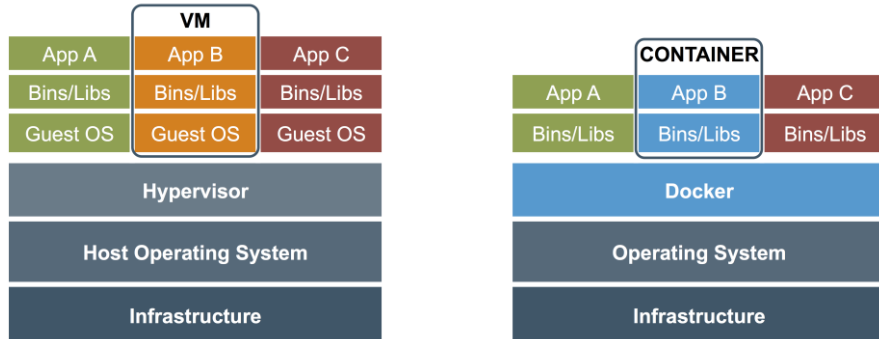 VM
App A App B App C
Bins/Libs Bins/Libs Bins/Libs
Guest OS Guest OS Guest OS
Hypervisor
Host Operating System
Infrastructure
CONTAINER
App A App B App C
Bins/Libs Bins/Libs Bins/Libs
Docker
Operating System
Infrastructure